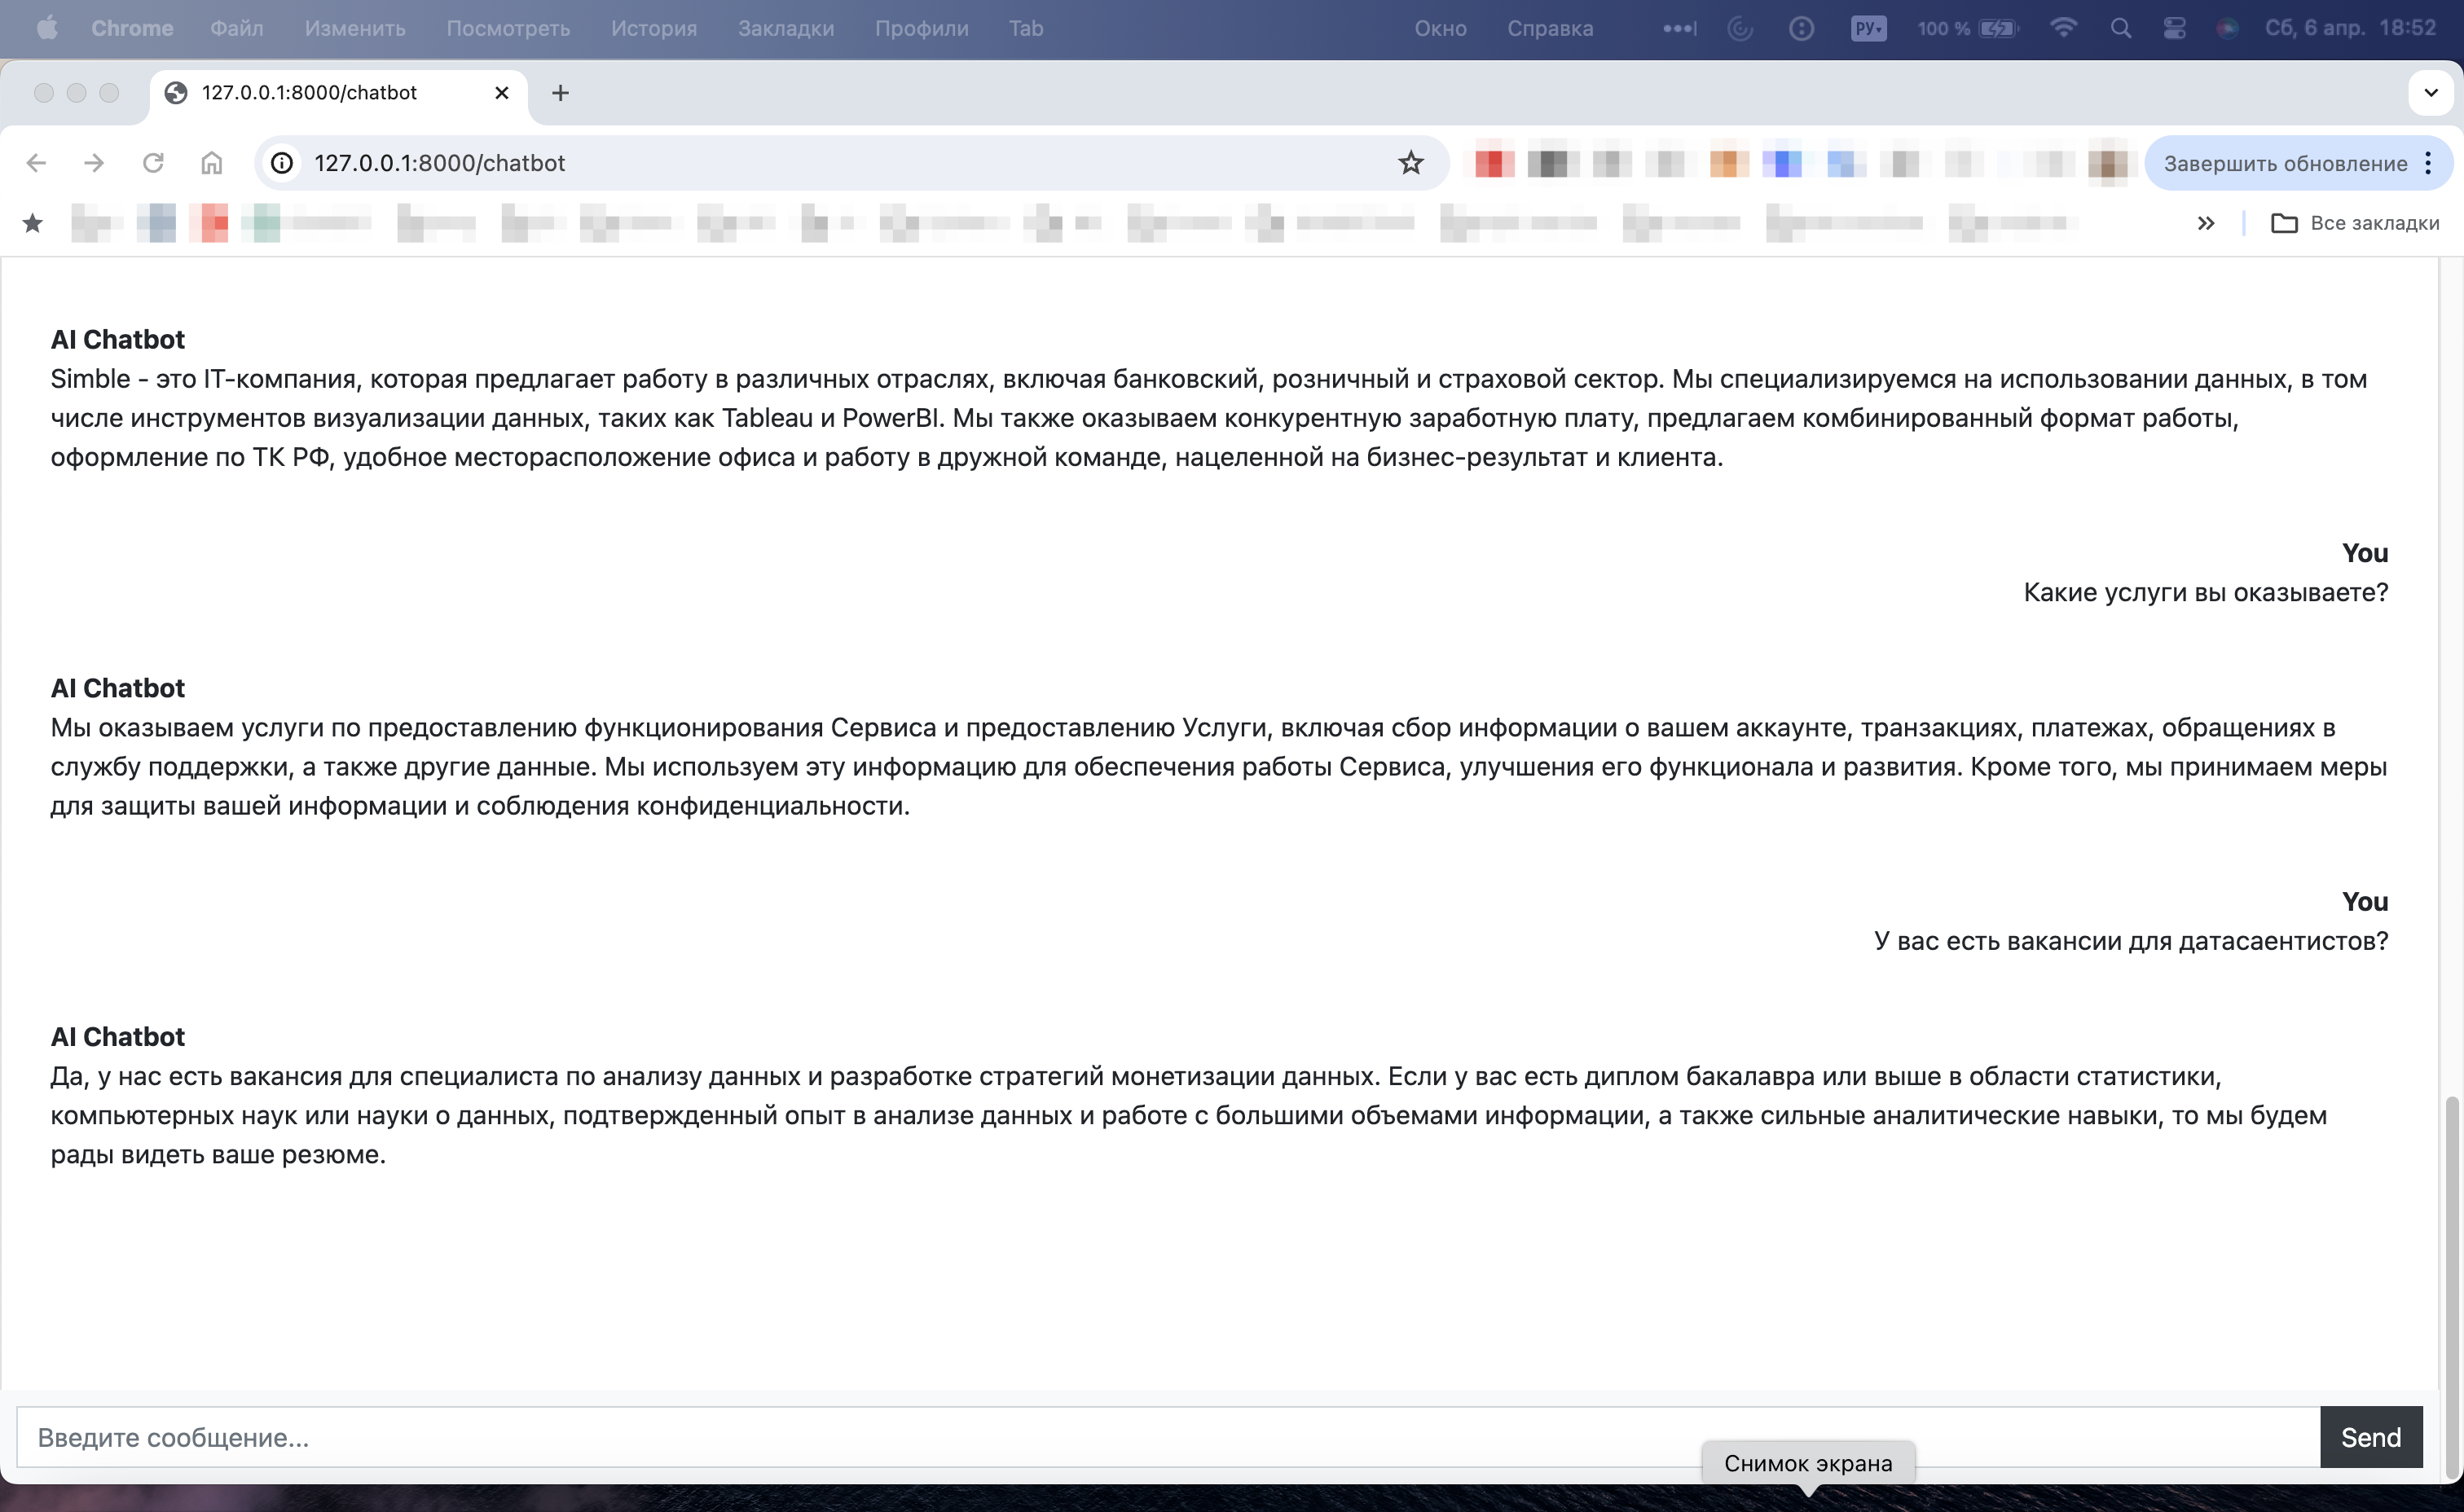 Chrome Файл Изменить Посмотреть История Закладки Профили Tab Окно Справка РУ 100 % Сб, 6 апр. 18:52
127.0.0.1:8000/chatbot
127.0.0.1:8000/chatbot Завершить обновление
Все закладки
AI Chatbot
Simble - это IT-компания, которая предлагает работу в различных отраслях, включая банковский, розничный и страховой сектор. Мы специализируемся на использовании данных, в том
числе инструментов визуализации данных, таких как Tableau и PowerBI. Мы также оказываем конкурентную заработную плату, предлагаем комбинированный формат работы,
оформление по ТК РФ, удобное месторасположение офиса и работу в дружной команде, нацеленной на бизнес-результат и клиента.
You
Какие услуги вы оказываете?
AI Chatbot
Мы оказываем услуги по предоставлению функционирования Сервиса и предоставлению Услуги, включая сбор информации о вашем аккаунте, транзакциях, платежах, обращениях в
службу поддержки, а также другие данные. Мы используем эту информацию для обеспечения работы Сервиса, улучшения его функционала и развития. Кроме того, мы принимаем меры
для защиты вашей информации и соблюдения конфиденциальности.
You
У вас есть вакансии для датасаентистов?
AI Chatbot
Да, у нас есть вакансия для специалиста по анализу данных и разработке стратегий монетизации данных. Если у вас есть диплом бакалавра или выше в области статистики,
компьютерных наук или науки о данных, подтвержденный опыт в анализе данных и работе с большими объемами информации, а также сильные аналитические навыки, то мы будем
рады видеть ваше резюме.
Введите сообщение... Send
Снимок экрана